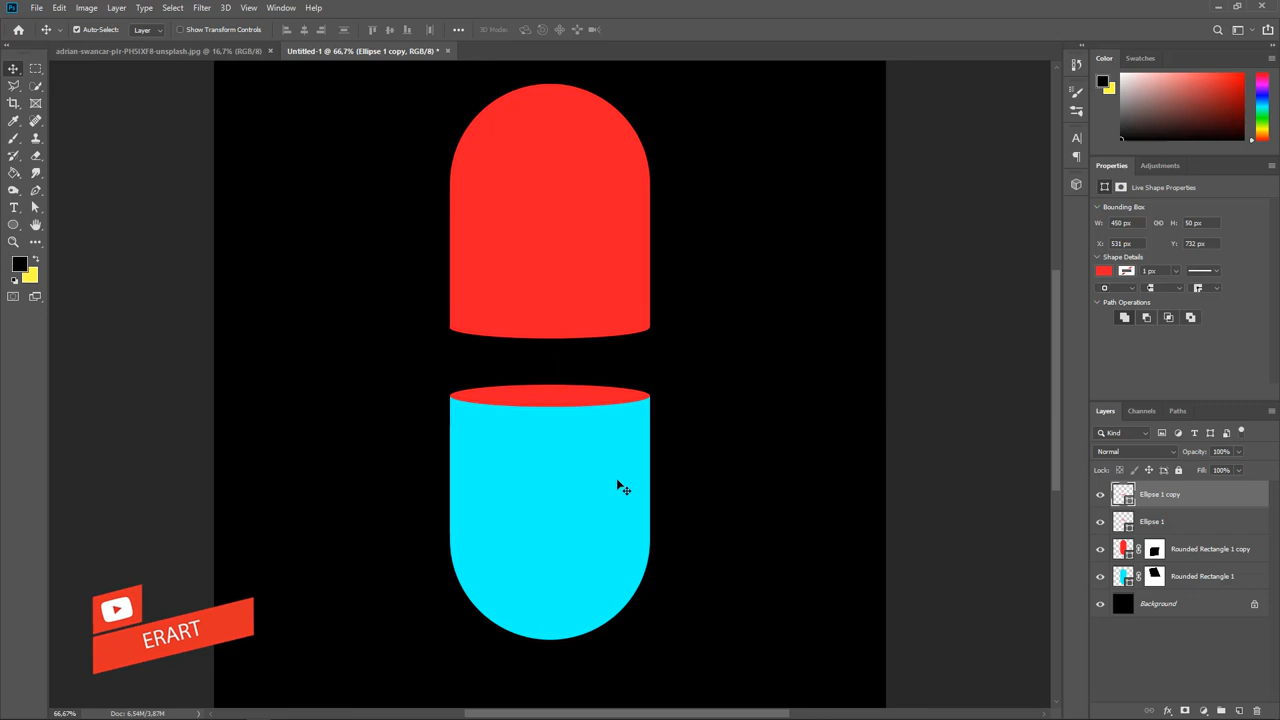 Ps File Edit Image Layer Type Select Filter 3D View Window Help
Auto-Select: Layer Show Transform Controls 3D Mode:
adrian-swancar-plr-PH5IXF8-unsplash.jpg @ 16,7% (RGB/8) × Untitled-1 @ 66,7% (Ellipse 1 copy, RGB/8) * ×
Color Swatches
Properties Adjustments
Live Shape Properties
Bounding Box
W: 450 px H: 50 px
X: 531 px Y: 732 px
Shape Details
1 px
Path Operations
Layers Channels Paths
Kind
Normal Opacity: 100%
Lock: Fill: 100%
Ellipse 1 copy
Ellipse 1
Rounded Rectangle 1 copy
Rounded Rectangle 1
Background
ERART
66,67% Doc: 6,54M/3,87M